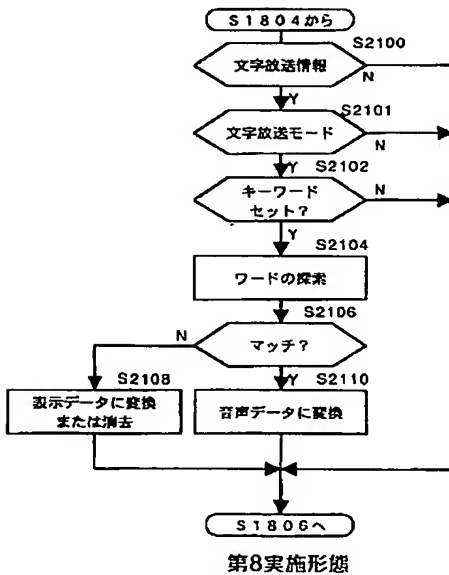 S1804から
S2100
文字放送情報
N
Y
S2101
文字放送モード
N
Y
S2102
キーワード
セット？
N
Y
S2104
ワードの探索
S2106
N
マッチ？
S2108
Y
S2110
表示データに変換
または消去
音声データに変換
S1806へ
第8実施形態